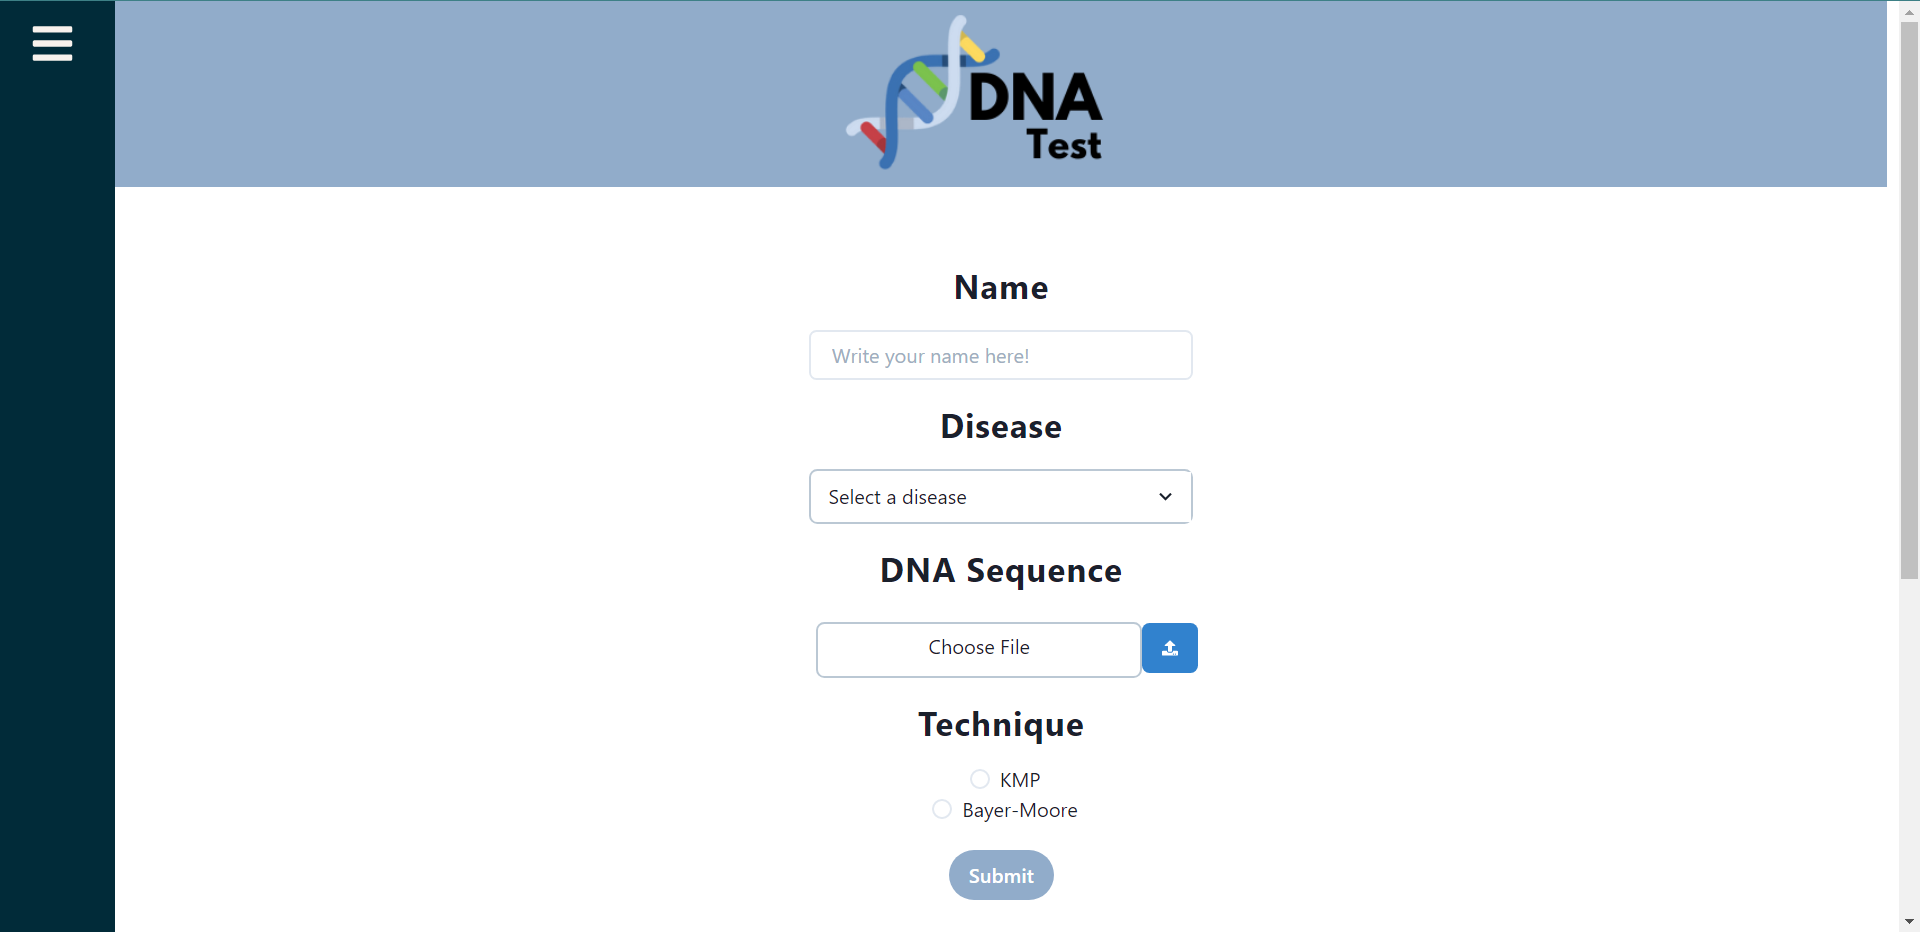 DNA
Test
Name
Write your name here!
Disease
Select a disease
DNA Sequence
Choose File
Technique
KMP
Bayer-Moore
Submit